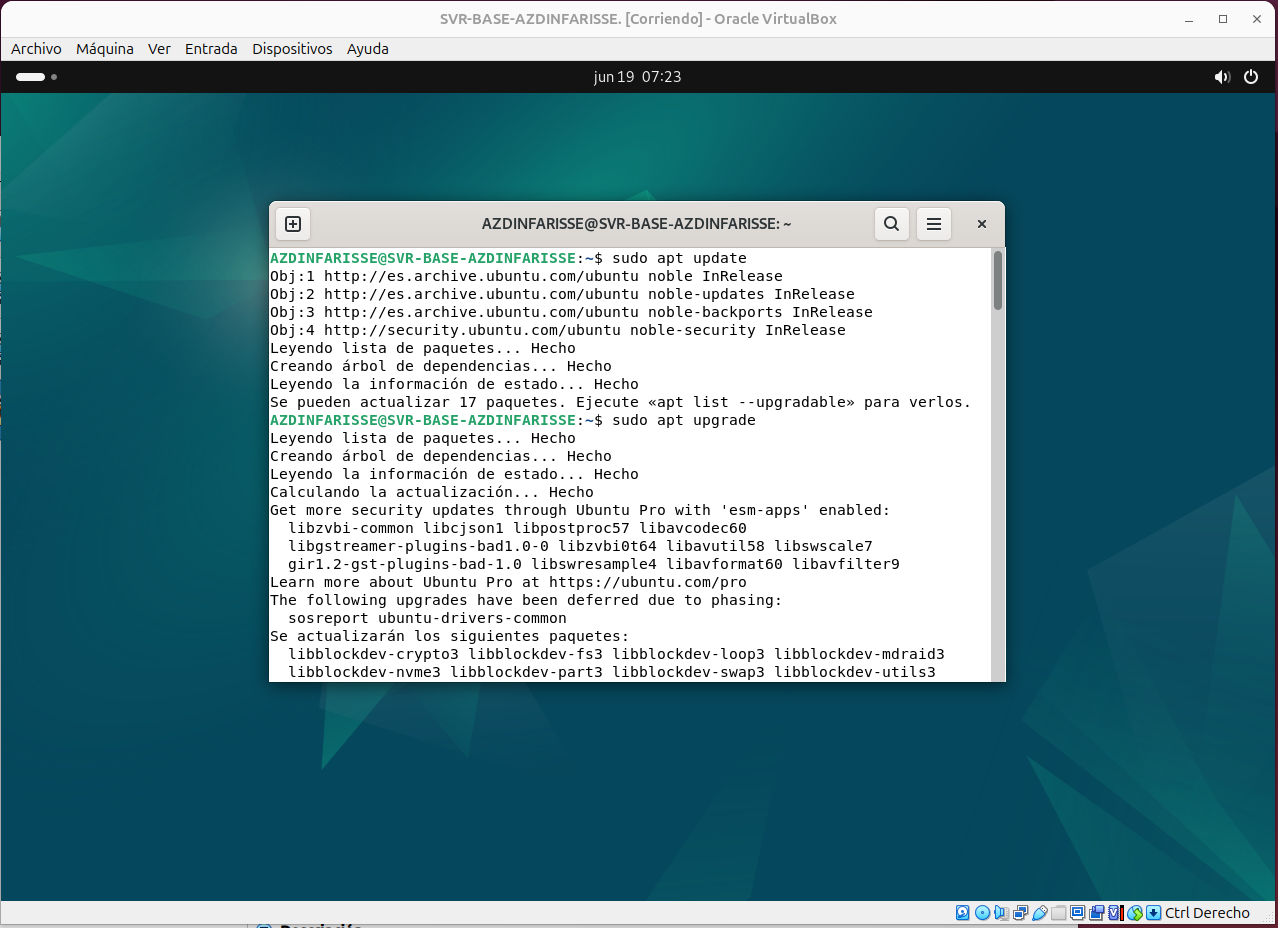 SVR-BASE-AZDINFARISSE. [Corriendo] - Oracle VirtualBox
Archivo Máquina Ver Entrada Dispositivos Ayuda
jun 19 07:23
AZDINFARISSE@SVR-BASE-AZDINFARISSE: ~
AZDINFARISSE@SVR-BASE-AZDINFARISSE:~$ sudo apt update
Obj:1 http://es.archive.ubuntu.com/ubuntu noble InRelease
Obj:2 http://es.archive.ubuntu.com/ubuntu noble-updates InRelease
Obj:3 http://es.archive.ubuntu.com/ubuntu noble-backports InRelease
Obj:4 http://security.ubuntu.com/ubuntu noble-security InRelease
Leyendo lista de paquetes... Hecho
Creando árbol de dependencias... Hecho
Leyendo la información de estado... Hecho
Se pueden actualizar 17 paquetes. Ejecute «apt list --upgradable» para verlos.
AZDINFARISSE@SVR-BASE-AZDINFARISSE:~$ sudo apt upgrade
Leyendo lista de paquetes... Hecho
Creando árbol de dependencias... Hecho
Leyendo la información de estado... Hecho
Calculando la actualización... Hecho
Get more security updates through Ubuntu Pro with 'esm-apps' enabled:
  libzvbi-common libcjson1 libpostproc57 libavcodec60
  libgstreamer-plugins-bad1.0-0 libzvbi0t64 libavutil58 libswscale7
  gir1.2-gst-plugins-bad-1.0 libswresample4 libavformat60 libavfilter9
Learn more about Ubuntu Pro at https://ubuntu.com/pro
The following upgrades have been deferred due to phasing:
  sosreport ubuntu-drivers-common
Se actualizarán los siguientes paquetes:
  libblockdev-crypto3 libblockdev-fs3 libblockdev-loop3 libblockdev-mdraid3
  libblockdev-nvme3 libblockdev-part3 libblockdev-swap3 libblockdev-utils3
Ctrl Derecho